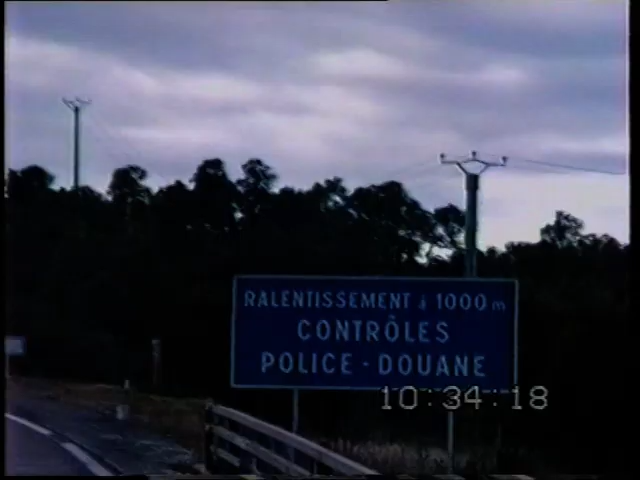 RALENTISSEMENT à 1000 m
CONTRÔLES
POLICE - DOUANE
10:34:18